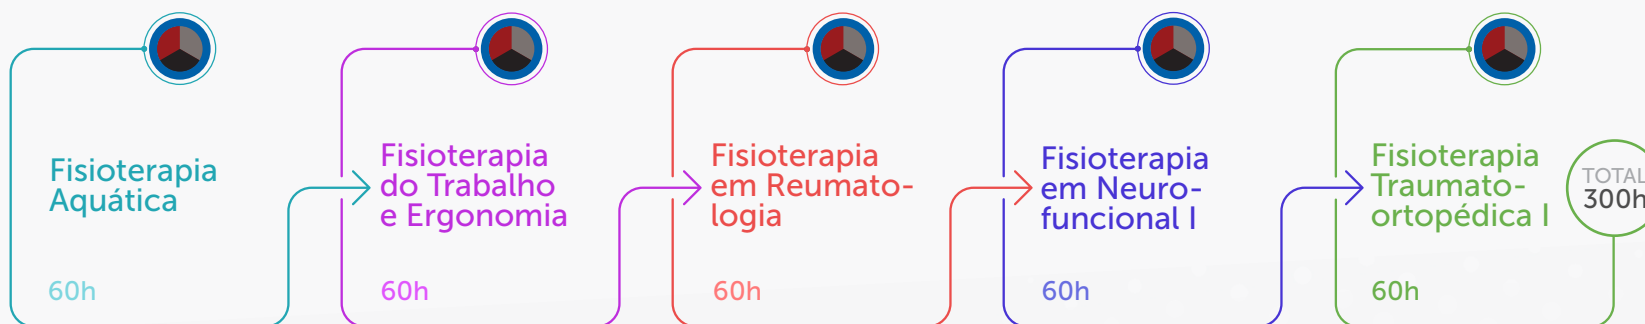 Fisioterapia
Aquática
60h
Fisioterapia
do Trabalho
e Ergonomia
60h
Fisioterapia
em Reumato-
logia
60h
Fisioterapia
em Neuro-
funcional I
60h
Fisioterapia
Traumato-
ortopédica I
60h
TOTAL
300h